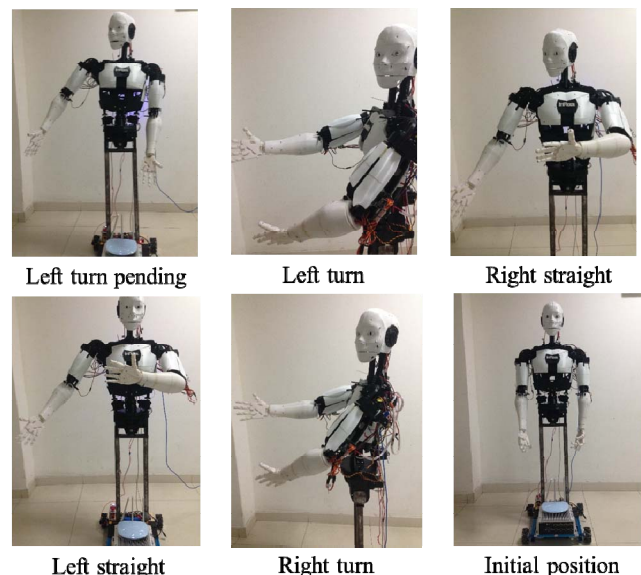 Left turn pending
Left turn
Right straight
Left straight
Right turn
Initial position